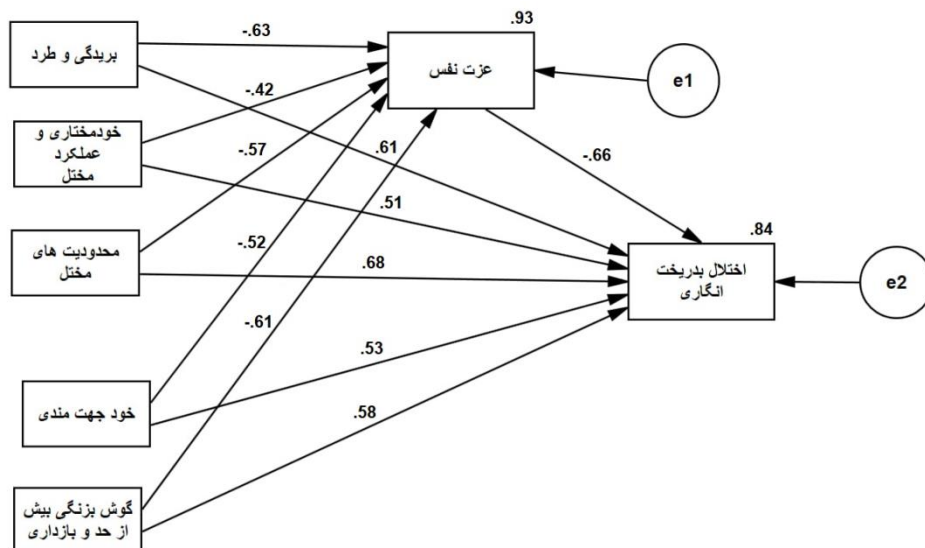 .93
-.63
بریدگی و طرد
عزت نفس
e1
-.42
خودمختاری و
عملکرد
مختل
-.57
.61
-.66
.51
محدودیت های
مختل
-.52
.68
.84
اختلال بدریخت
انگاری
e2
-.61
.53
خود جهت مندی
.58
گوش بزنگی بیش
از حد و بازداری